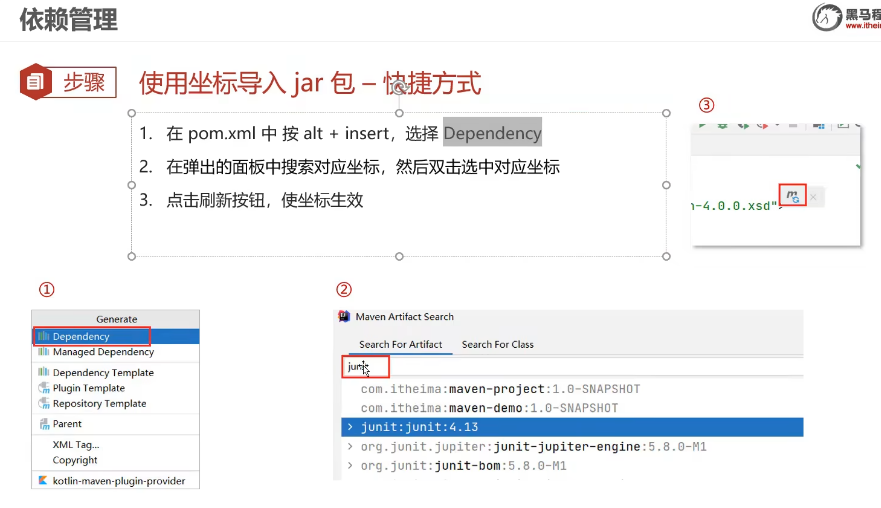 依赖管理
黑马程
www.itheim
步骤
使用坐标导入 jar 包 – 快捷方式
1. 在 pom.xml 中 按 alt + insert，选择 Dependency
2. 在弹出的面板中搜索对应坐标，然后双击选中对应坐标
3. 点击刷新按钮，使坐标生效
③
n-4.0.0.xsd">
①
Generate
Dependency
Managed Dependency
Dependency Template
Plugin Template
Repository Template
Parent
XML Tag...
Copyright
kotlin-maven-plugin-provider
②
Maven Artifact Search
Search For Artifact Search For Class
junit
com.itheima:maven-project:1.0-SNAPSHOT
com.itheima:maven-demo:1.0-SNAPSHOT
junit:junit:4.13
org.junit.jupiter:junit-jupiter-engine:5.8.0-M1
org.junit:junit-bom:5.8.0-M1